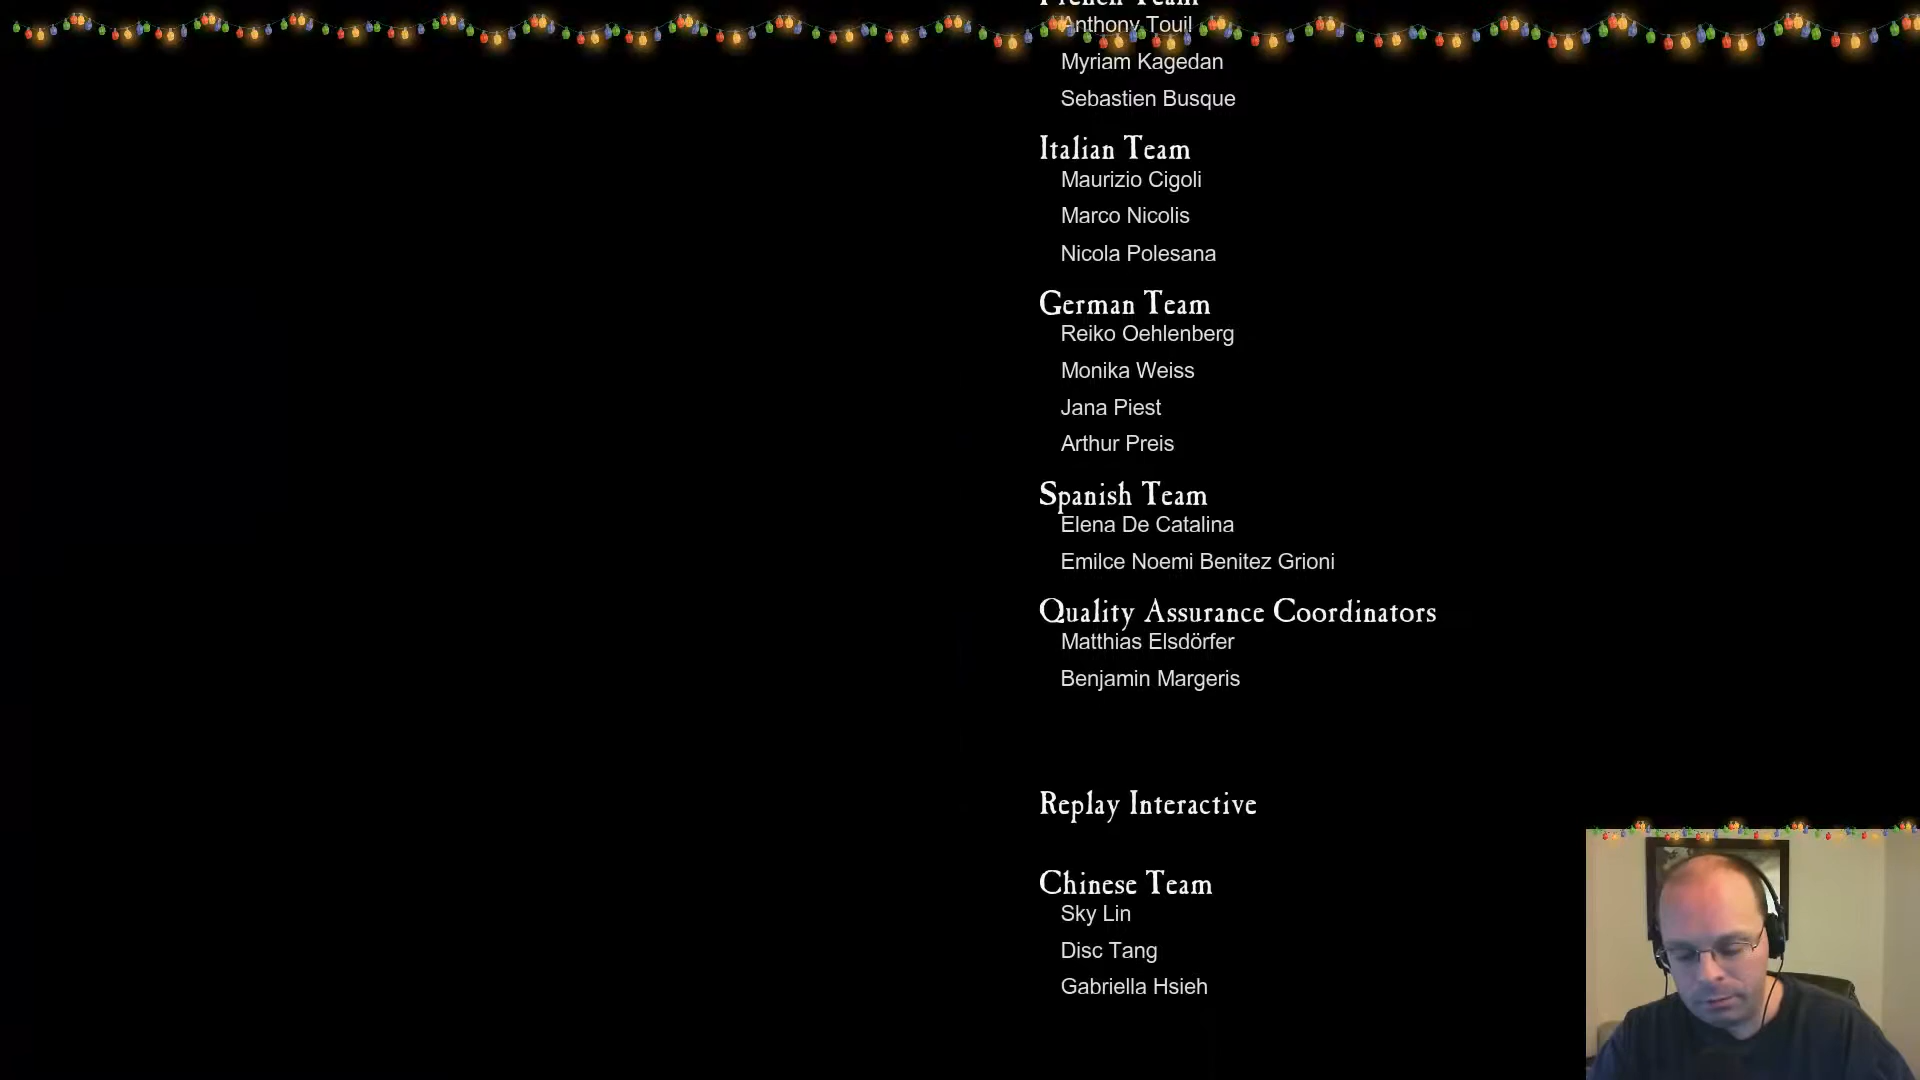 French Team
Anthony Touil
Myriam Kagedan
Sebastien Busque
Italian Team
Maurizio Cigoli
Marco Nicolis
Nicola Polesana
German Team
Reiko Oehlenberg
Monika Weiss
Jana Piest
Arthur Preis
Spanish Team
Elena De Catalina
Emilce Noemi Benitez Grioni
Quality Assurance Coordinators
Matthias Elsdörfer
Benjamin Margeris
Replay Interactive
Chinese Team
Sky Lin
Disc Tang
Gabriella Hsieh